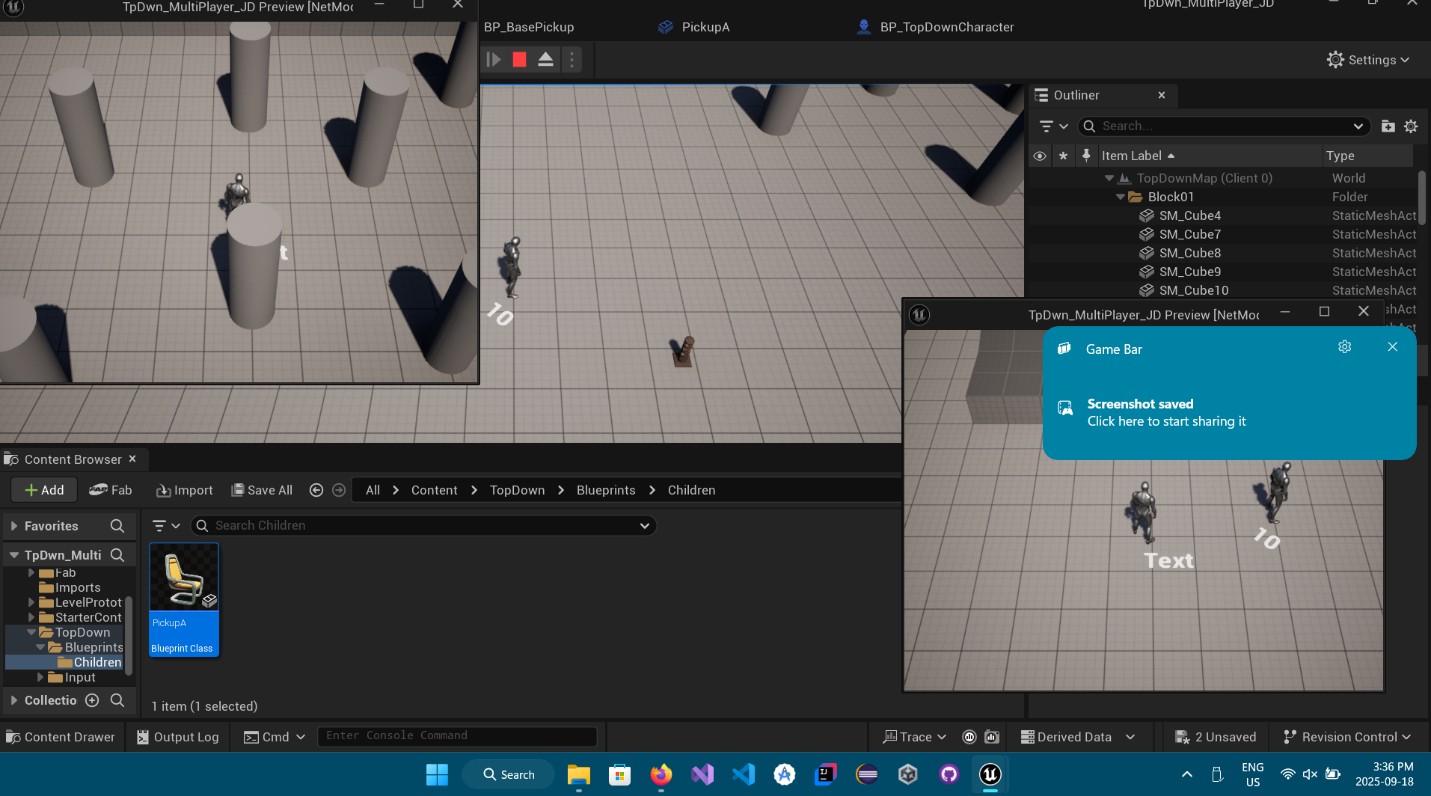 TpDwn_MultiPlayer_JD Preview [NetMod
BP_BasePickup
PickupA
BP_TopDownCharacter
TpDwn_MultiPlayer_JD
Settings
t
10
Outliner
Search...
Item Label
Type
TopDownMap (Client 0)
World
Block01
Folder
SM_Cube4
StaticMeshAct
SM_Cube7
StaticMeshAct
SM_Cube8
StaticMeshAct
SM_Cube9
StaticMeshAct
SM_Cube10
StaticMeshAct
TpDwn_MultiPlayer_JD Preview [NetMod
Game Bar
Screenshot saved
Click here to start sharing it
Text
10
Content Browser
Add
Fab
Import
Save All
All
Content
TopDown
Blueprints
Children
Favorites
Search Children
TpDwn_Multi
Fab
Imports
LevelProtot
StarterCont
TopDown
Blueprints
Children
Input
Collectio
PickupA
Blueprint Class
1 item (1 selected)
Content Drawer
Output Log
Cmd
Enter Console Command
Trace
Derived Data
2 Unsaved
Revision Control
Search
ENG
US
3:36 PM
2025-09-18